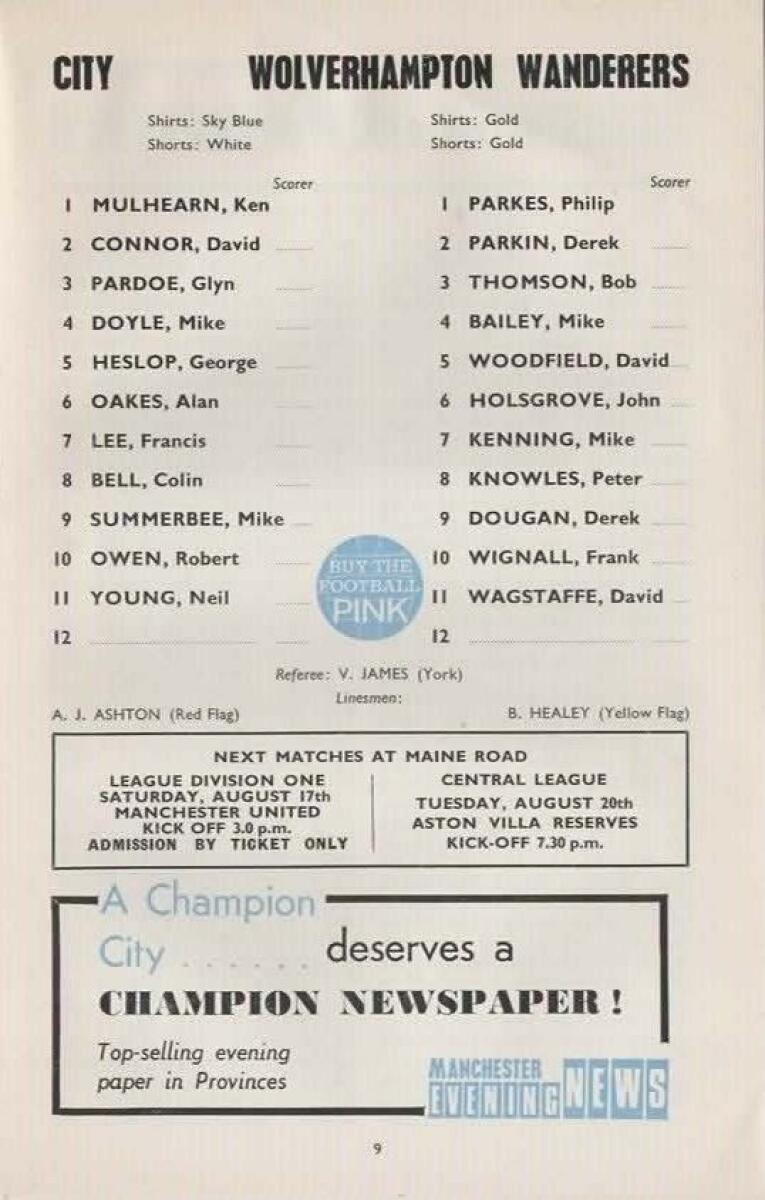 CITY WOLVERHAMPTON WANDERERS
Shirts: Sky Blue
Shorts: White
Shirts: Gold
Shorts: Gold
Scorer
1 MULHEARN, Ken
2 CONNOR, David
3 PARDOE, Glyn
4 DOYLE, Mike
5 HESLOP, George
6 OAKES, Alan
7 LEE, Francis
8 BELL, Colin
9 SUMMERBEE, Mike
10 OWEN, Robert
11 YOUNG, Neil
12
Scorer
1 PARKES, Philip
2 PARKIN, Derek
3 THOMSON, Bob
4 BAILEY, Mike
5 WOODFIELD, David
6 HOLSGROVE, John
7 KENNING, Mike
8 KNOWLES, Peter
9 DOUGAN, Derek
10 WIGNALL, Frank
11 WAGSTAFFE, David
12
BUY THE
FOOTBALL
PINK
Referee: V. JAMES (York)
Linesmen:
A. J. ASHTON (Red Flag)
B. HEALEY (Yellow Flag)
NEXT MATCHES AT MAINE ROAD
LEAGUE DIVISION ONE
SATURDAY, AUGUST 17th
MANCHESTER UNITED
KICK OFF 3.0 p.m.
ADMISSION BY TICKET ONLY
CENTRAL LEAGUE
TUESDAY, AUGUST 20th
ASTON VILLA RESERVES
KICK-OFF 7.30 p.m.
A Champion
City ...... deserves a
CHAMPION NEWSPAPER !
Top-selling evening
paper in Provinces
MANCHESTER
EVENING NEWS
9